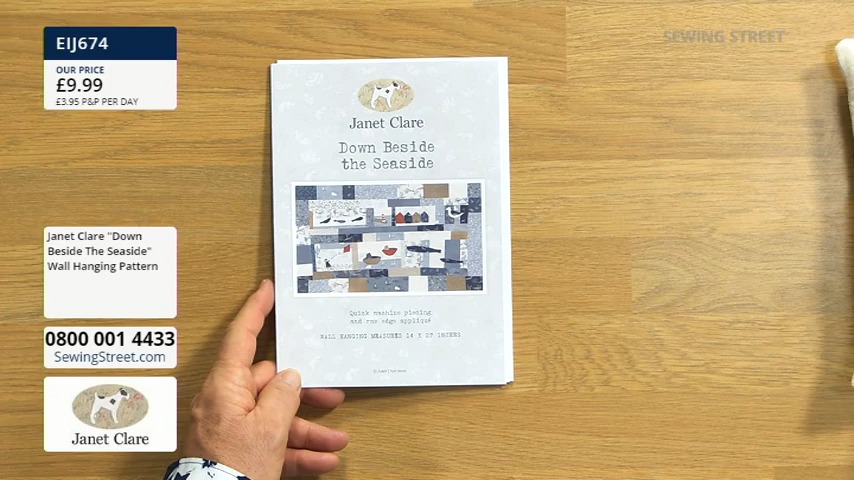 EIJ674
OUR PRICE
£9.99
£3.95 P&P PER DAY
SEWING STREET
Janet Clare
Down Beside
the Seaside
Quick machine piecing
and raw edge appliqué
WALL HANGING MEASURES 14 X 27 INCHES
Janet Clare "Down
Beside The Seaside"
Wall Hanging Pattern
0800 001 4433
SewingStreet.com
Janet Clare